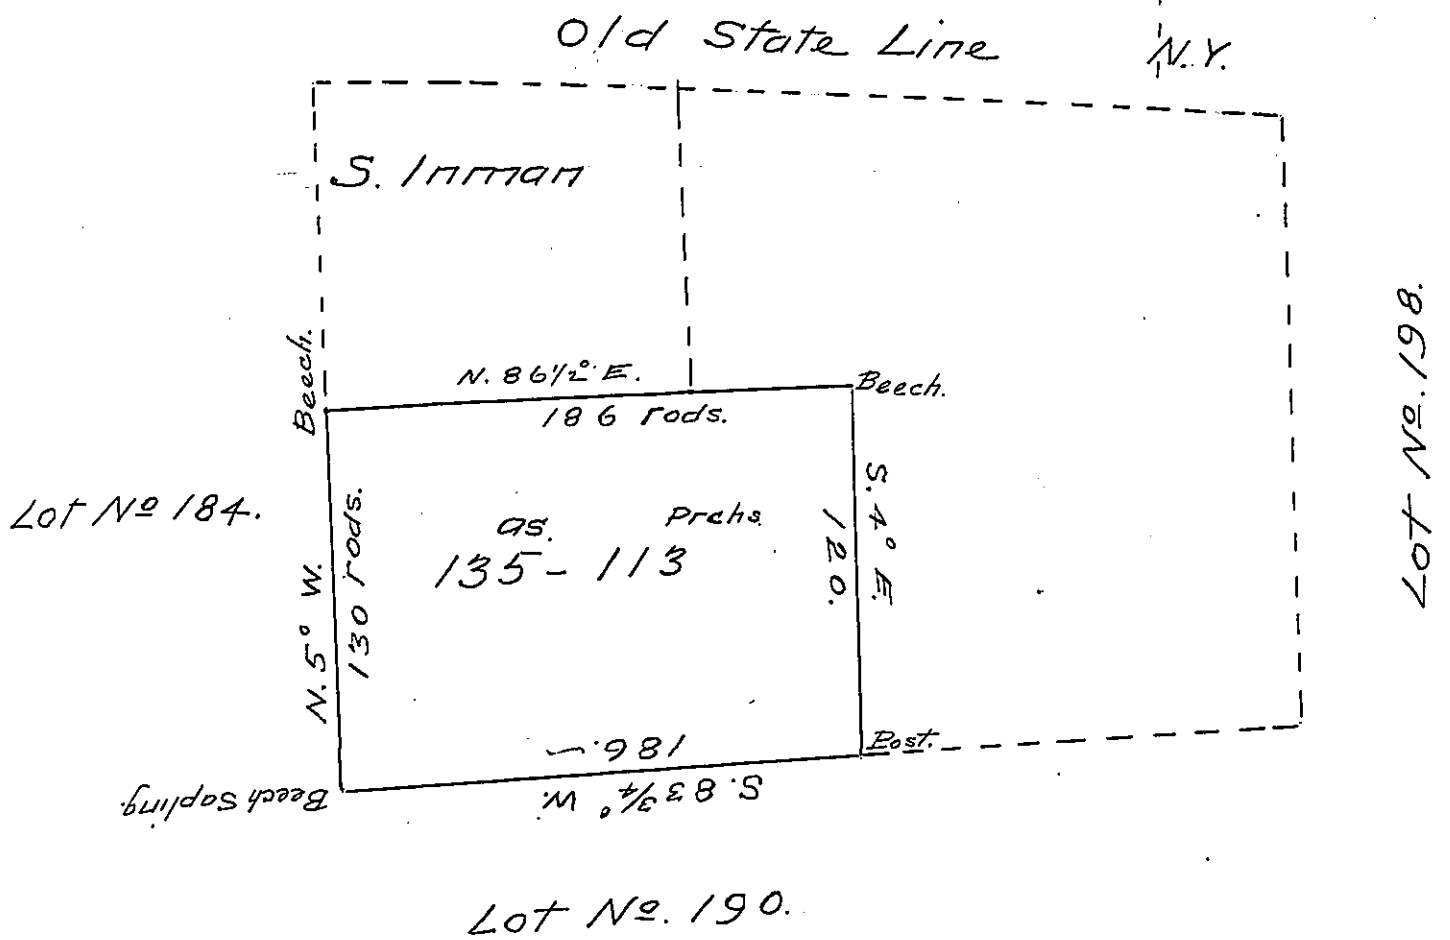 Old State Line
N.Y.
S. Inman
Beech.
N. 86½° E.
186 rods.
Beech.
Lot No. 198.
Lot Nº 184.
N. 5° W.
130 rods.
as. Prchs.
135 - 113
S. 4° E.
120.
Post.
186.
S. 83¾° W.
Beech Sapling.
Lot Nº. 190.